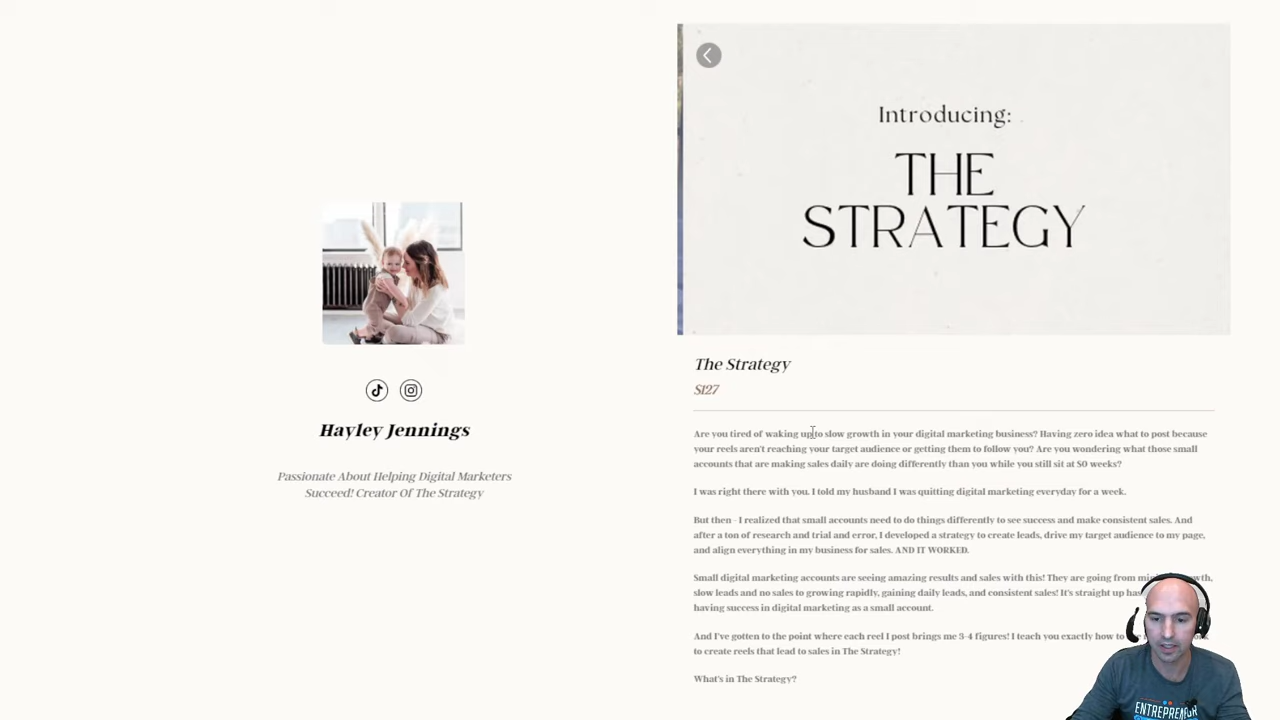 Introducing:
THE
STRATEGY
Hayley Jennings
Passionate About Helping Digital Marketers
Succeed! Creator Of The Strategy
The Strategy
$127
Are you tired of waking up to slow growth in your digital marketing business? Having zero idea what to post because
your reels aren't reaching your target audience or getting them to follow you? Are you wondering what those small
accounts that are making sales daily are doing differently than you while you still sit at $0 weeks?
I was right there with you. I told my husband I was quitting digital marketing everyday for a week.
But then - I realized that small accounts need to do things differently to see success and make consistent sales. And
after a ton of research and trial and error, I developed a strategy to create leads, drive my target audience to my page,
and align everything in my business for sales. AND IT WORKED.
Small digital marketing accounts are seeing amazing results and sales with this! They are going from
slow leads and no sales to growing rapidly, gaining daily leads, and consistent sales! It's straight up
having success in digital marketing as a small account.
And I've gotten to the point where each reel I post brings me 3-4 figures! I teach you exactly how to
to create reels that lead to sales in The Strategy!
What's in The Strategy?
ENTREPRENEUR